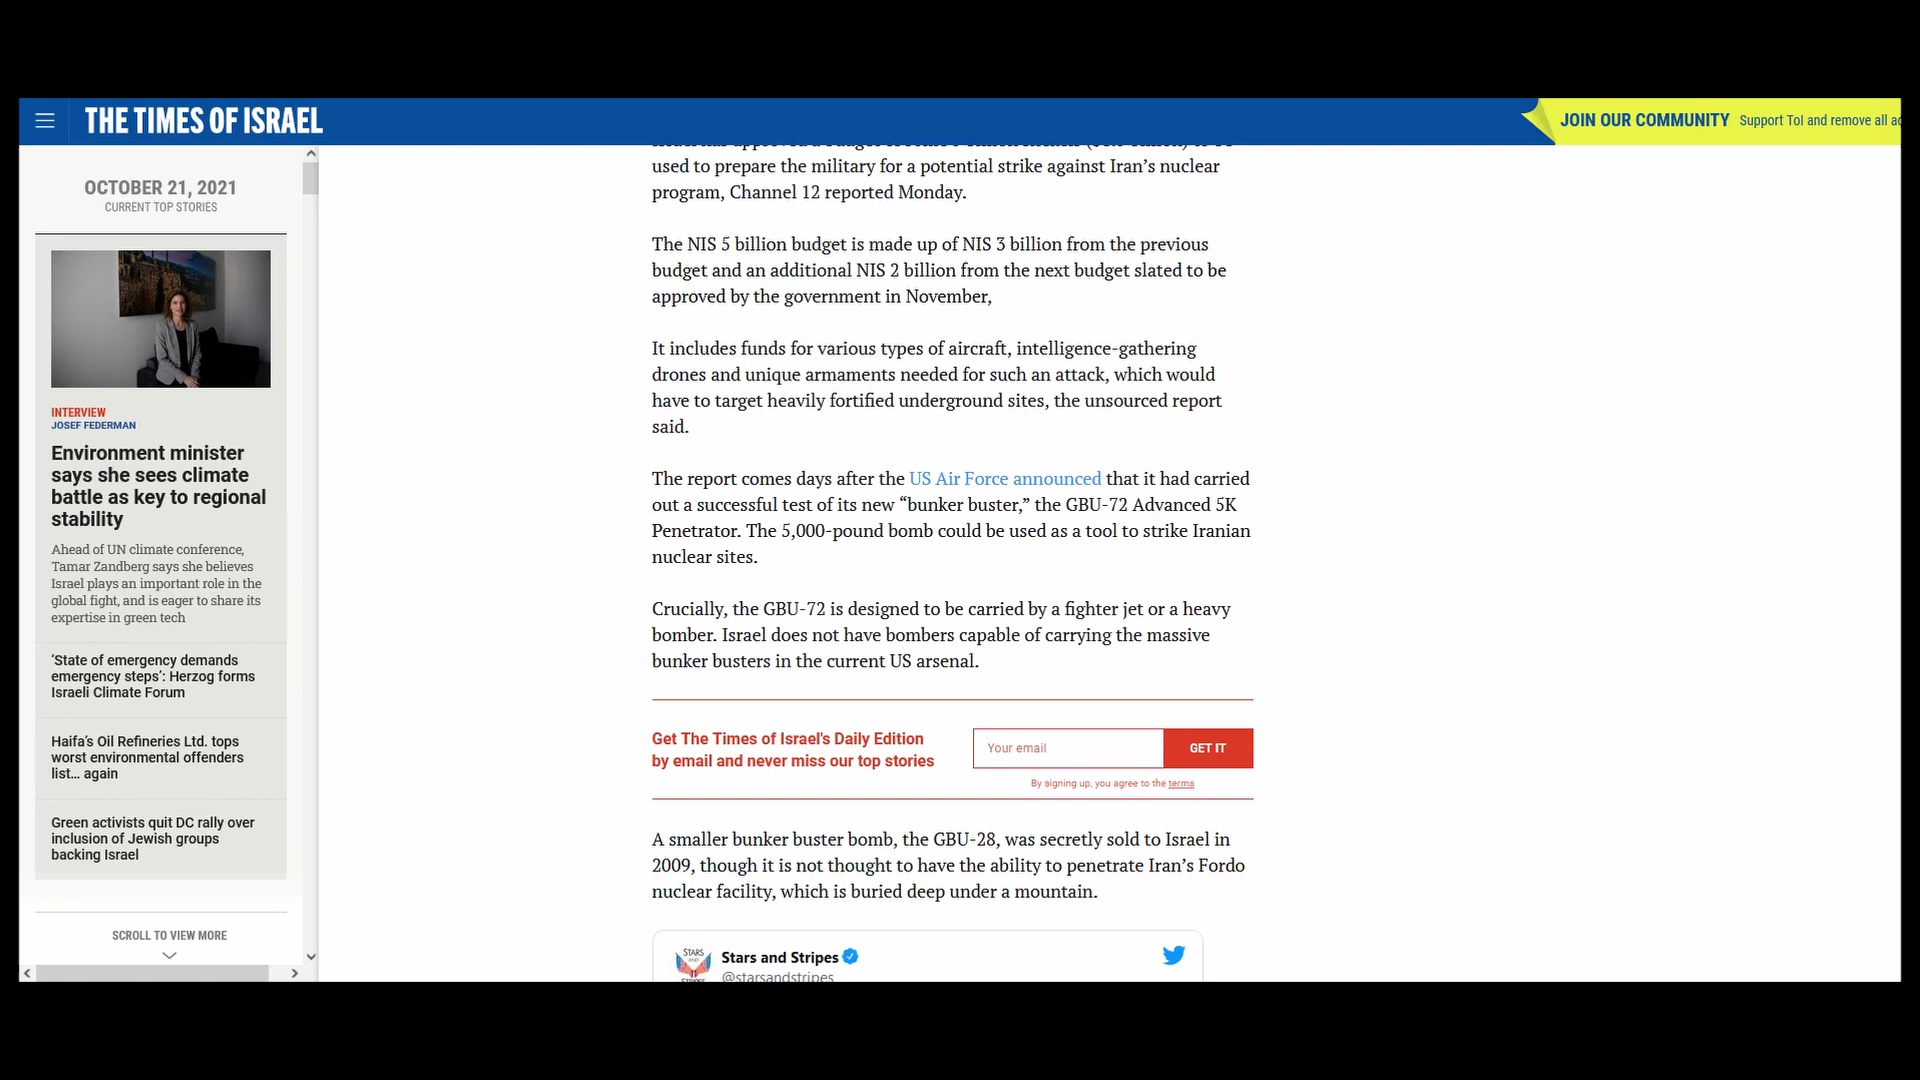 THE TIMES OF ISRAEL
JOIN OUR COMMUNITY Support ToI and remove all
OCTOBER 21, 2021
CURRENT TOP STORIES
INTERVIEW
JOSEF FEDERMAN
Environment minister
says she sees climate
battle as key to regional
stability
Ahead of UN climate conference,
Tamar Zandberg says she believes
Israel plays an important role in the
global fight, and is eager to share its
expertise in green tech
‘State of emergency demands
emergency steps’: Herzog forms
Israeli Climate Forum
Haifa’s Oil Refineries Ltd. tops
worst environmental offenders
list… again
Green activists quit DC rally over
inclusion of Jewish groups
backing Israel
SCROLL TO VIEW MORE
used to prepare the military for a potential strike against Iran’s nuclear
program, Channel 12 reported Monday.
The NIS 5 billion budget is made up of NIS 3 billion from the previous
budget and an additional NIS 2 billion from the next budget slated to be
approved by the government in November,
It includes funds for various types of aircraft, intelligence-gathering
drones and unique armaments needed for such an attack, which would
have to target heavily fortified underground sites, the unsourced report
said.
The report comes days after the US Air Force announced that it had carried
out a successful test of its new “bunker buster,” the GBU-72 Advanced 5K
Penetrator. The 5,000-pound bomb could be used as a tool to strike Iranian
nuclear sites.
Crucially, the GBU-72 is designed to be carried by a fighter jet or a heavy
bomber. Israel does not have bombers capable of carrying the massive
bunker busters in the current US arsenal.
Get The Times of Israel's Daily Edition
by email and never miss our top stories
Your email
GET IT
By signing up, you agree to the terms
A smaller bunker buster bomb, the GBU-28, was secretly sold to Israel in
2009, though it is not thought to have the ability to penetrate Iran’s Fordo
nuclear facility, which is buried deep under a mountain.
STARS
AND
Stars and Stripes
@starsandstripes